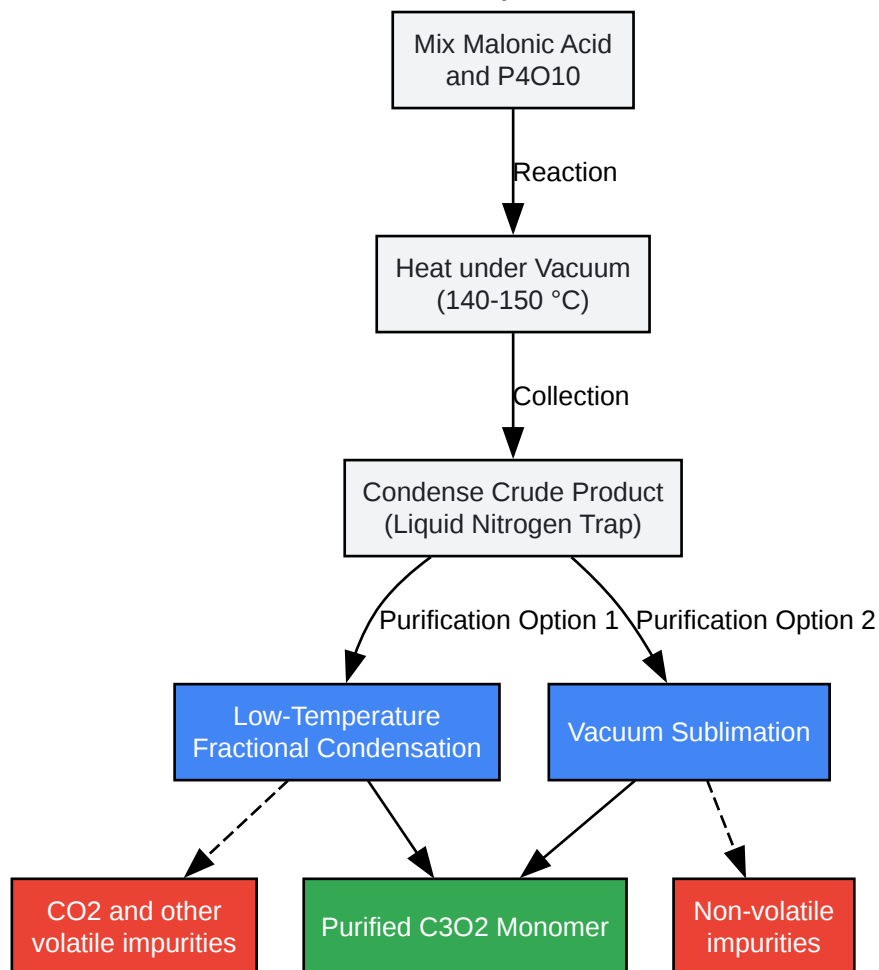 Mix Malonic Acid
and P4O10
Reaction
Heat under Vacuum
(140-150 °C)
Collection
Condense Crude Product
(Liquid Nitrogen Trap)
Purification Option 1
Purification Option 2
Low-Temperature
Fractional Condensation
Vacuum Sublimation
CO2 and other
volatile impurities
Purified C3O2 Monomer
Non-volatile
impurities